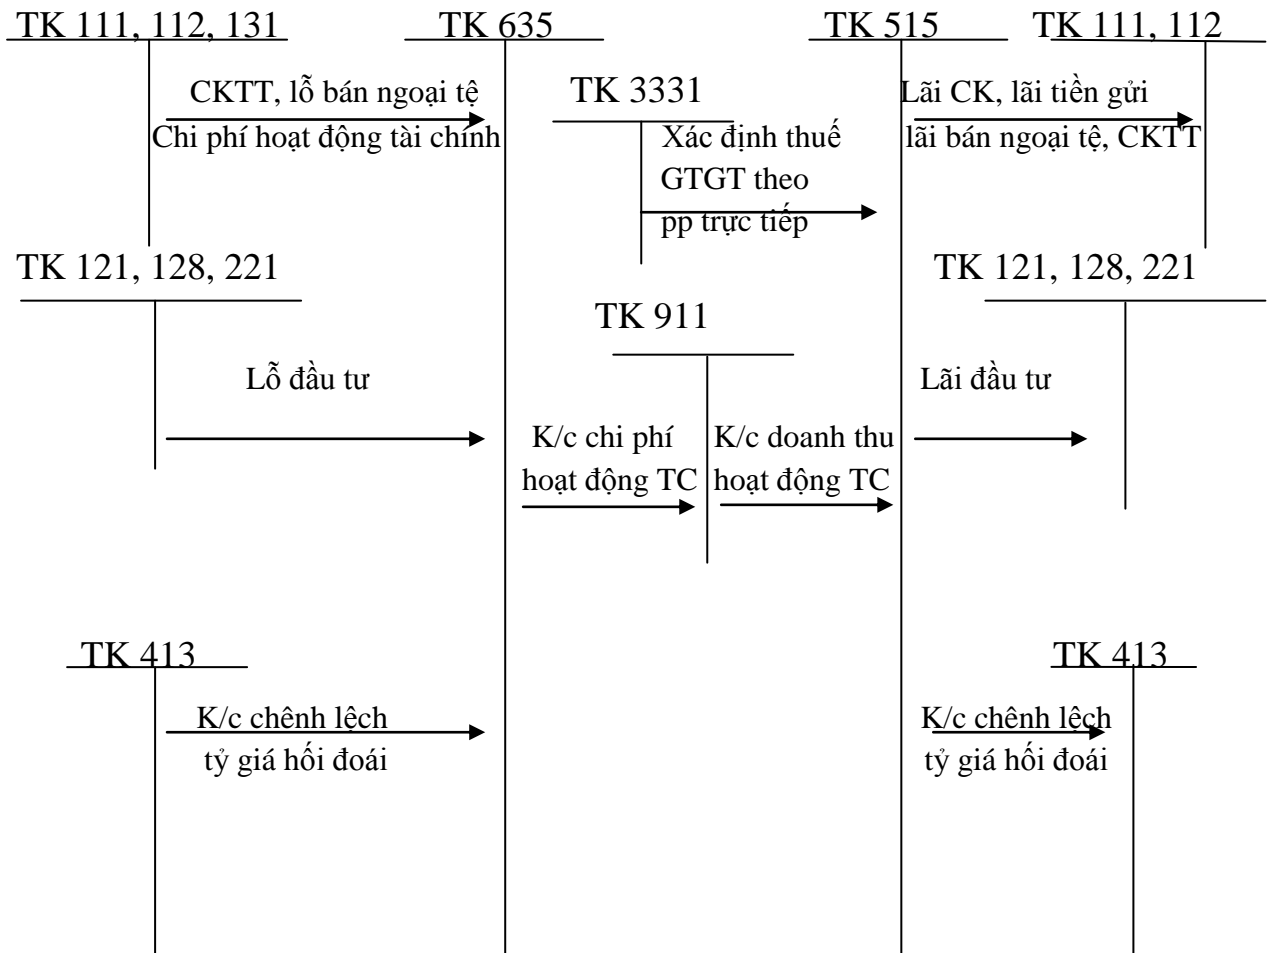 TK 111, 112, 131
TK 635
TK 515
TK 111, 112
CKTT, lỗ bán ngoại tệ
Chi phí hoạt động tài chính
TK 3331
Xác định thuế
GTGT theo
pp trực tiếp
Lãi CK, lãi tiền gửi
lãi bán ngoại tệ, CKTT
TK 121, 128, 221
TK 121, 128, 221
TK 911
Lỗ đầu tư
Lãi đầu tư
K/c chi phí
hoạt động TC
K/c doanh thu
hoạt động TC
TK 413
TK 413
K/c chênh lệch
tỷ giá hối đoái
K/c chênh lệch
tỷ giá hối đoái